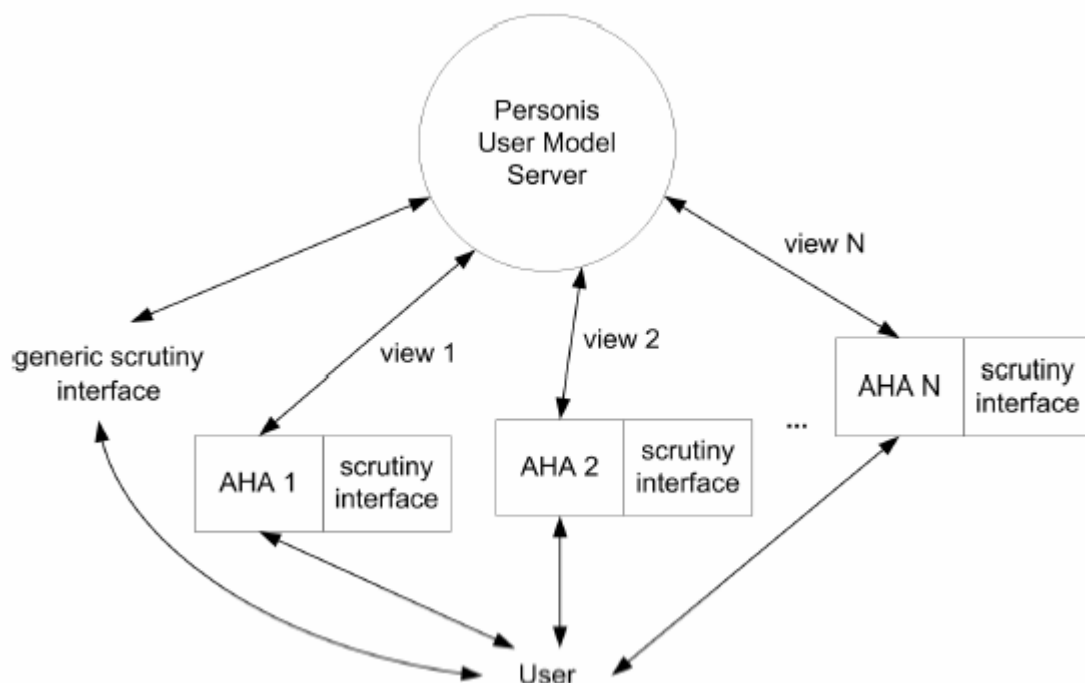 Personis
User Model
Server
view N
view 1
view 2
generic scrutiny
interface
AHA 1
scrutiny
interface
AHA 2
scrutiny
interface
...
AHA N
scrutiny
interface
User